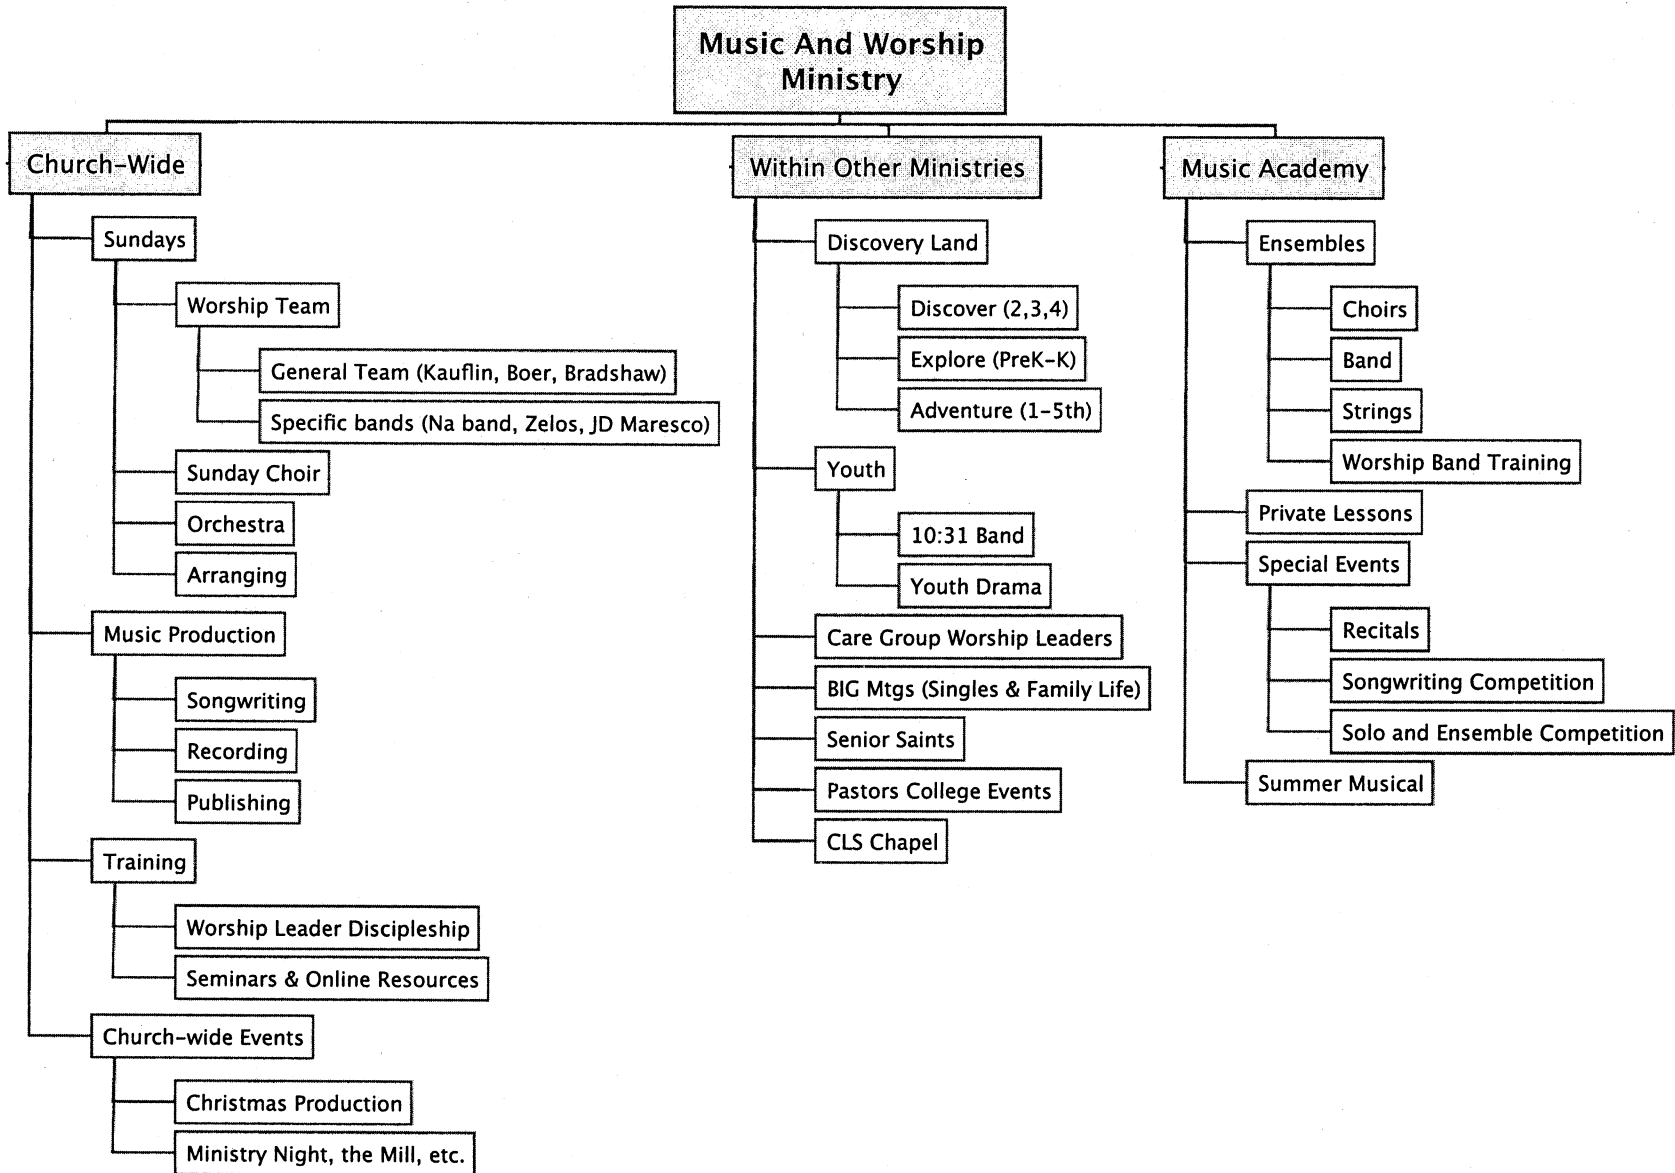 Music And Worship
Ministry
Church-Wide
Sundays
Worship Team
General Team (Kauflin, Boer, Bradshaw)
Specific bands (Na band, Zelos, JD Maresco)
Sunday Choir
Orchestra
Arranging
Music Production
Songwriting
Recording
Publishing
Training
Worship Leader Discipleship
Seminars & Online Resources
Church-wide Events
Christmas Production
Ministry Night, the Mill, etc.
Within Other Ministries
Discovery Land
Discover (2,3,4)
Explore (PreK-K)
Adventure (1-5th)
Youth
10:31 Band
Youth Drama
Care Group Worship Leaders
BIG Mtgs (Singles & Family Life)
Senior Saints
Pastors College Events
CLS Chapel
Music Academy
Ensembles
Choirs
Band
Strings
Worship Band Training
Private Lessons
Special Events
Recitals
Songwriting Competition
Solo and Ensemble Competition
Summer Musical